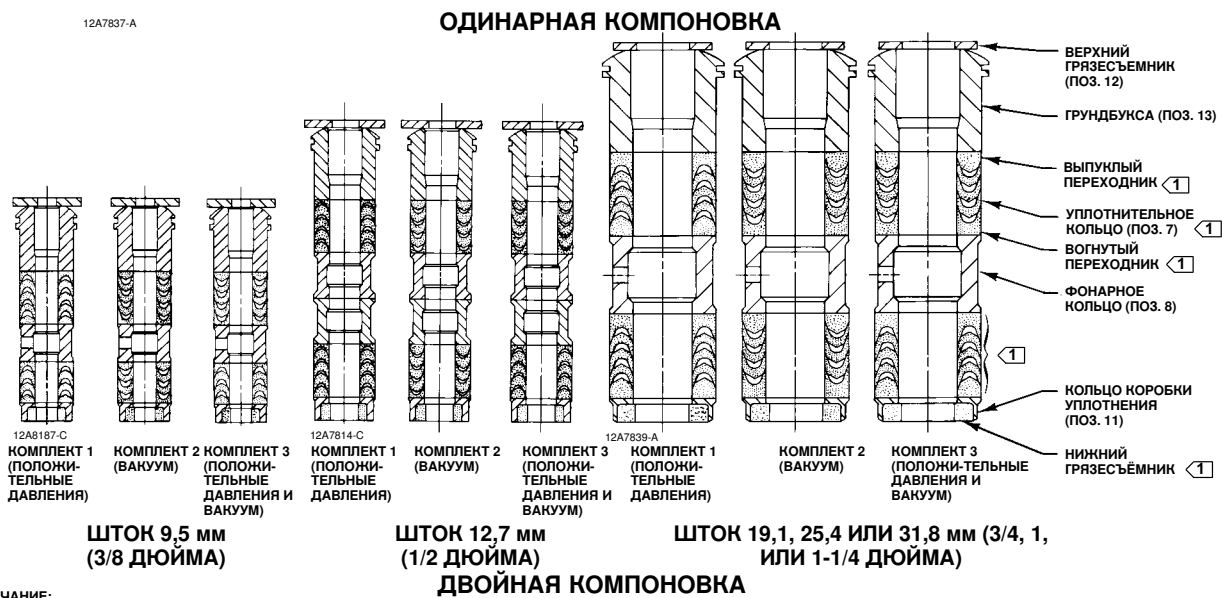 12A7837-A
ОДИНАРНАЯ КОМПОНОВКА
ВЕРХНИЙ
ГРЯЗЕСЪЕМНИК
(ПОЗ. 12)
ГРУНДБУКСА (ПОЗ. 13)
ВЫПУКЛЫЙ
ПЕРЕХОДНИК 1
УПЛОТНИТЕЛЬНОЕ
КОЛЬЦО (ПОЗ. 7) 1
ВОГНУТЫЙ
ПЕРЕХОДНИК 1
ФОНАРНОЕ
КОЛЬЦО (ПОЗ. 8)
1
КОЛЬЦО КОРОБКИ
УПЛОТНЕНИЯ
(ПОЗ. 11)
НИЖНИЙ
ГРЯЗЕСЪЁМНИК 1
12A8187-C
КОМПЛЕКТ 1
(ПОЛОЖИ-
ТЕЛЬНЫЕ
ДАВЛЕНИЯ)
КОМПЛЕКТ 2
(ВАКУУМ)
КОМПЛЕКТ 3
(ПОЛОЖИ-
ТЕЛЬНЫЕ
ДАВЛЕНИЯ И
ВАКУУМ)
ШТОК 9,5 мм
(3/8 ДЮЙМА)
12A7814-C
КОМПЛЕКТ 1
(ПОЛОЖИ-
ТЕЛЬНЫЕ
ДАВЛЕНИЯ)
КОМПЛЕКТ 2
(ВАКУУМ)
КОМПЛЕКТ 3
(ПОЛОЖИ-
ТЕЛЬНЫЕ
ДАВЛЕНИЯ И
ВАКУУМ)
ШТОК 12,7 мм
(1/2 ДЮЙМА)
12A7839-A
КОМПЛЕКТ 1
(ПОЛОЖИ-
ТЕЛЬНЫЕ
ДАВЛЕНИЯ)
КОМПЛЕКТ 2
(ВАКУУМ)
КОМПЛЕКТ 3
(ПОЛОЖИ-ТЕЛЬНЫЕ
ДАВЛЕНИЯ И
ВАКУУМ)
ШТОК 19,1, 25,4 ИЛИ 31,8 мм (3/4, 1,
ИЛИ 1-1/4 ДЮЙМА)
ДВОЙНАЯ КОМПОНОВКА